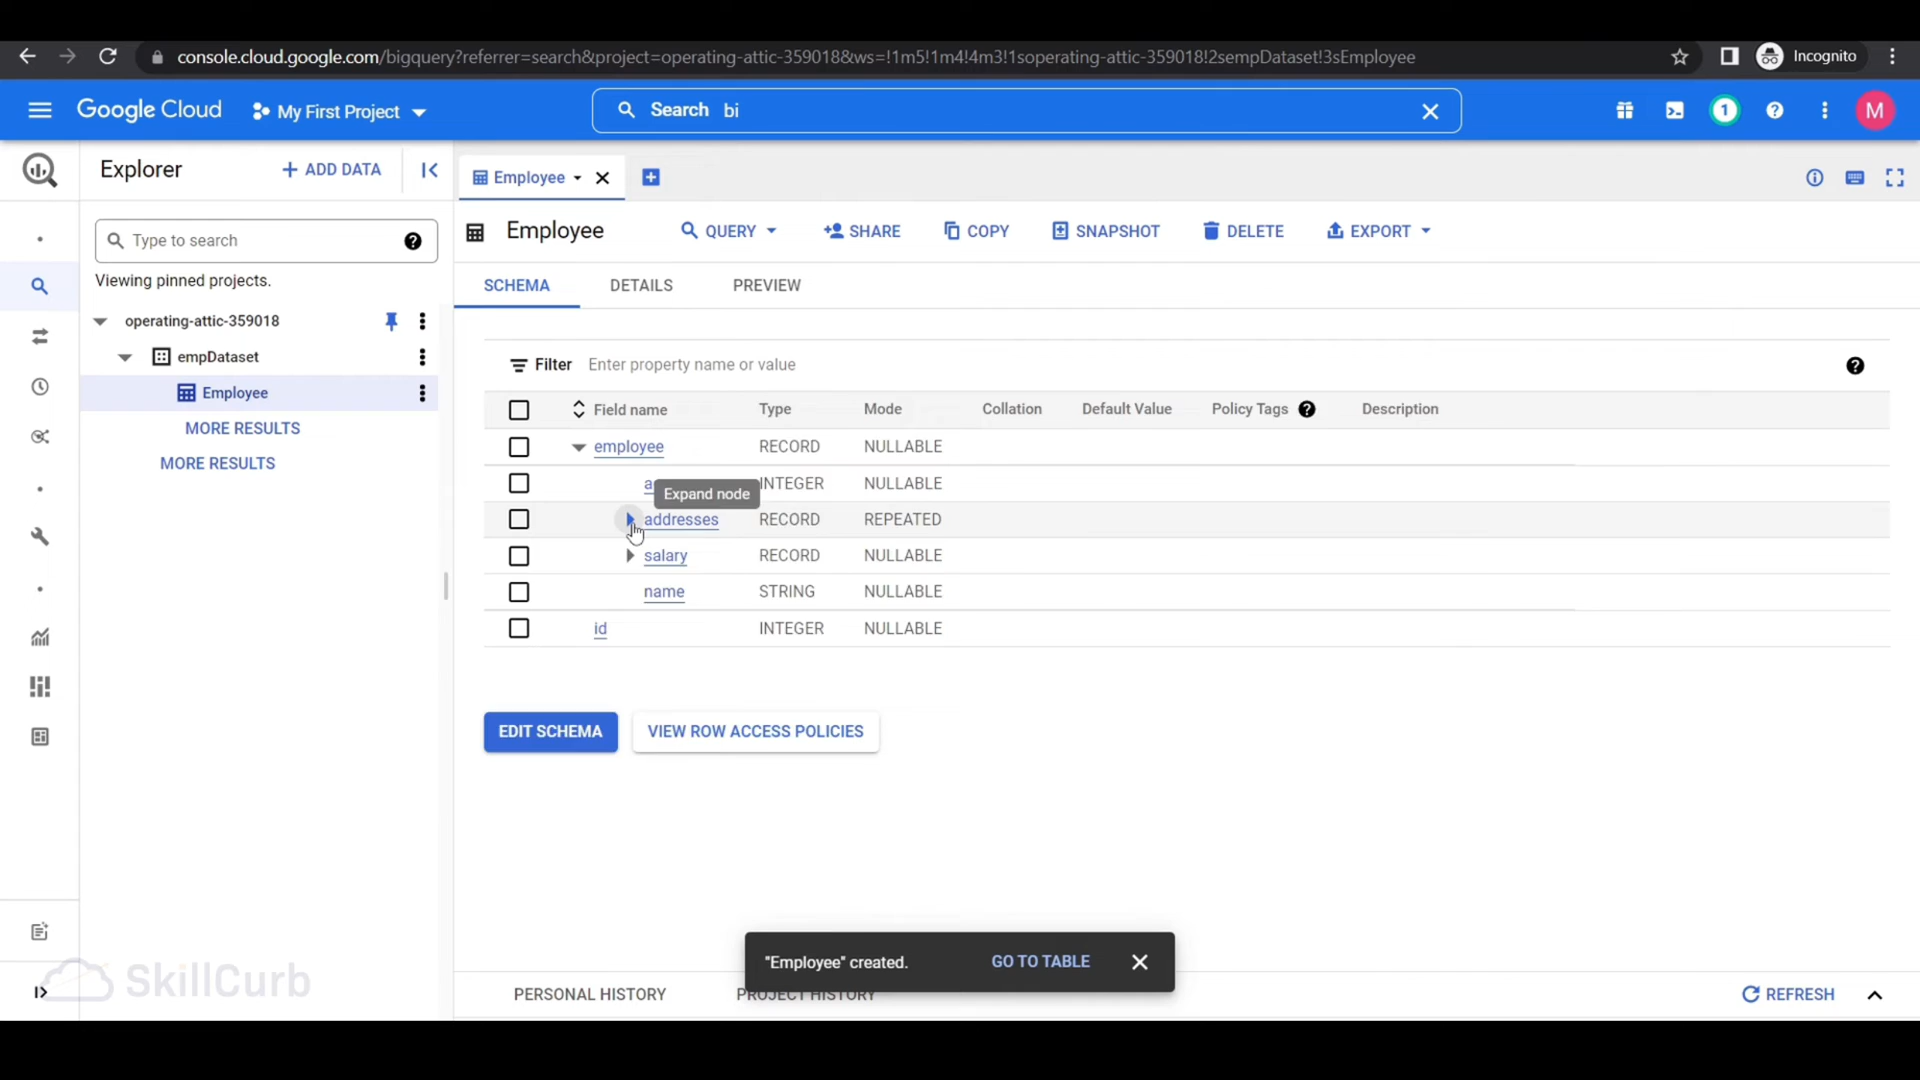 console.cloud.google.com/bigquery?referrer=search&project=operating-attic-359018&ws=!1m5!1m4!4m3!1soperating-attic-359018!2sempDataset!3sEmployee
Incognito
Google Cloud
My First Project
Search bi
1
M
Explorer
+ ADD DATA
Employee
Type to search
Viewing pinned projects.
operating-attic-359018
empDataset
Employee
MORE RESULTS
MORE RESULTS
Employee
QUERY
SHARE
COPY
SNAPSHOT
DELETE
EXPORT
SCHEMA
DETAILS
PREVIEW
Filter Enter property name or value
Field name Type Mode Collation Default Value Policy Tags Description
employee RECORD NULLABLE
INTEGER NULLABLE
Expand node
addresses RECORD REPEATED
salary RECORD NULLABLE
name STRING NULLABLE
id INTEGER NULLABLE
EDIT SCHEMA
VIEW ROW ACCESS POLICIES
"Employee" created.
GO TO TABLE
PERSONAL HISTORY
PROJECT HISTORY
REFRESH
SkillCurb